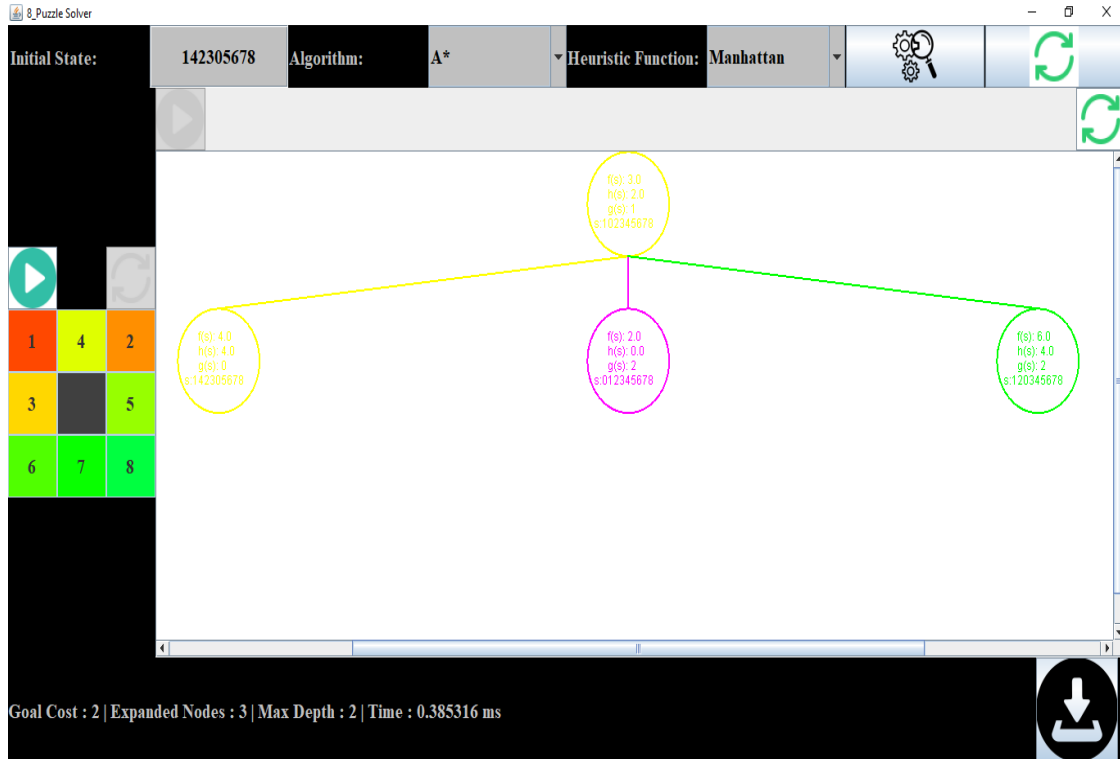 8_Puzzle Solver
Initial State: 142305678 Algorithm: A* Heuristic Function: Manhattan
f(s): 3.0
h(s): 2.0
g(s): 1
s:102345678
f(s): 4.0
h(s): 4.0
g(s): 0
s:142305678
f(s): 2.0
h(s): 0.0
g(s): 2
s:012345678
f(s): 6.0
h(s): 4.0
g(s): 2
s:120345678
1 4 2
3 5
6 7 8
Goal Cost : 2 | Expanded Nodes : 3 | Max Depth : 2 | Time : 0.385316 ms